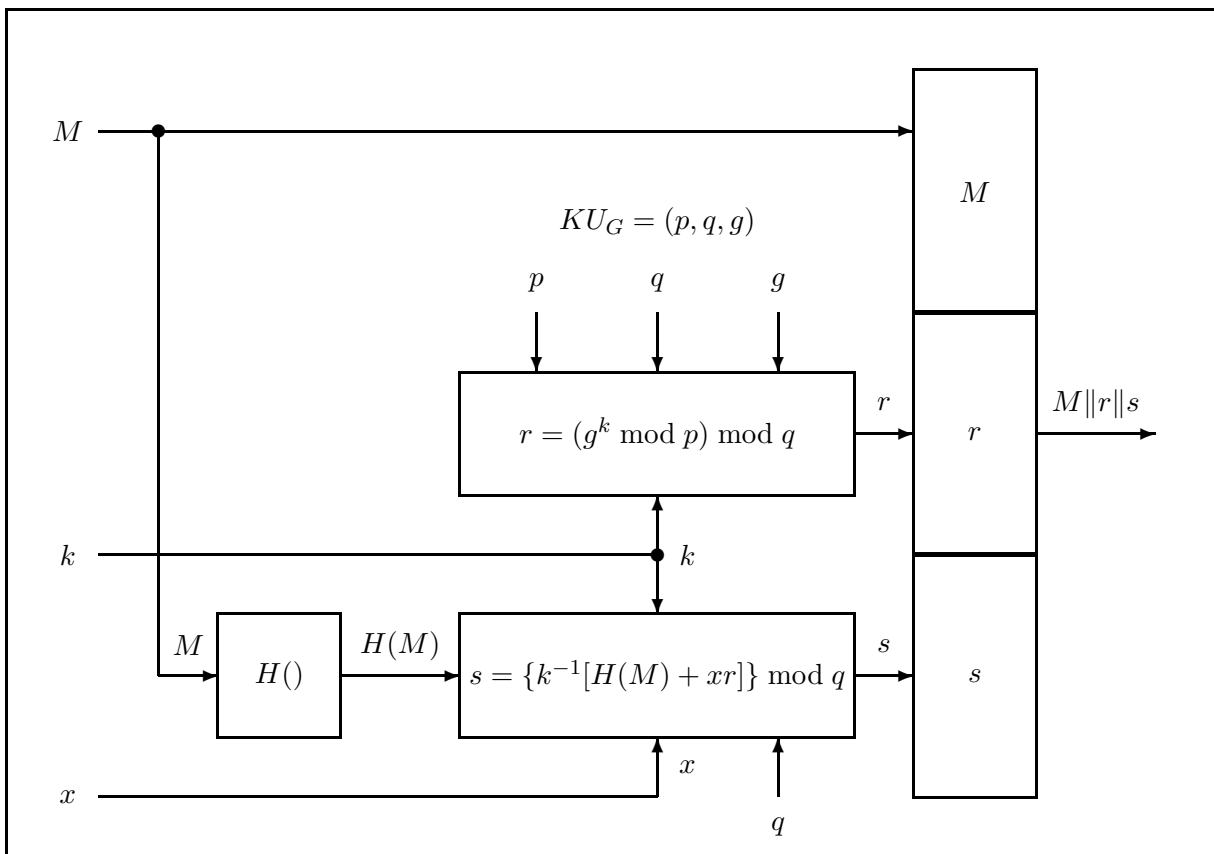 M
M
KU_G = (p, q, g)
p q g
r = (g^k mod p) mod q
r
r
M‖r‖s
k
k
M
H()
H(M)
s = {k^{-1}[H(M) + xr]} mod q
s
s
x
x
q